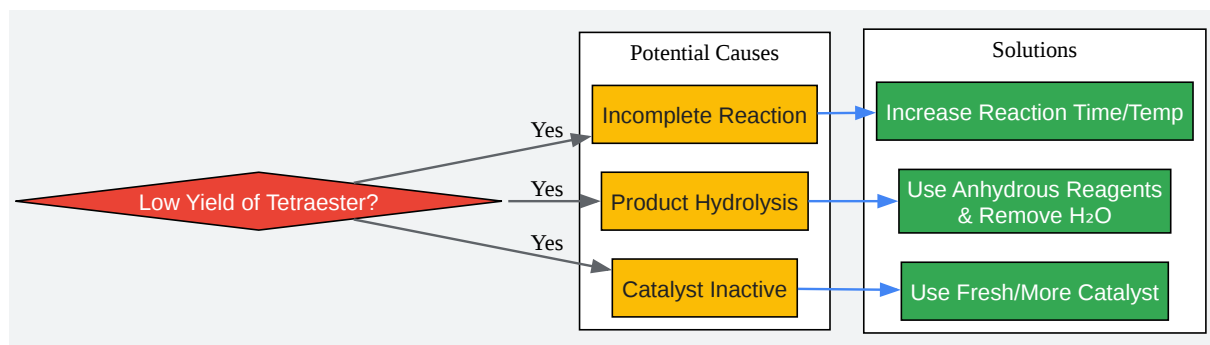 Potential Causes
Solutions
Incomplete Reaction
Increase Reaction Time/Temp
Yes
Low Yield of Tetraester?
Yes
Product Hydrolysis
Use Anhydrous Reagents
& Remove H₂O
Yes
Catalyst Inactive
Use Fresh/More Catalyst